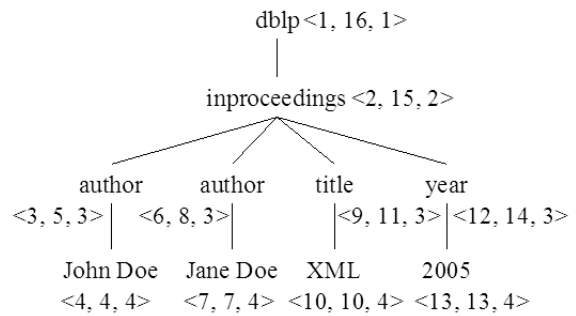 dblp <1, 16, 1>
inproceedings <2, 15, 2>
author author title year
<3, 5, 3> <6, 8, 3> <9, 11, 3> <12, 14, 3>
John Doe Jane Doe XML 2005
<4, 4, 4> <7, 7, 4> <10, 10, 4> <13, 13, 4>